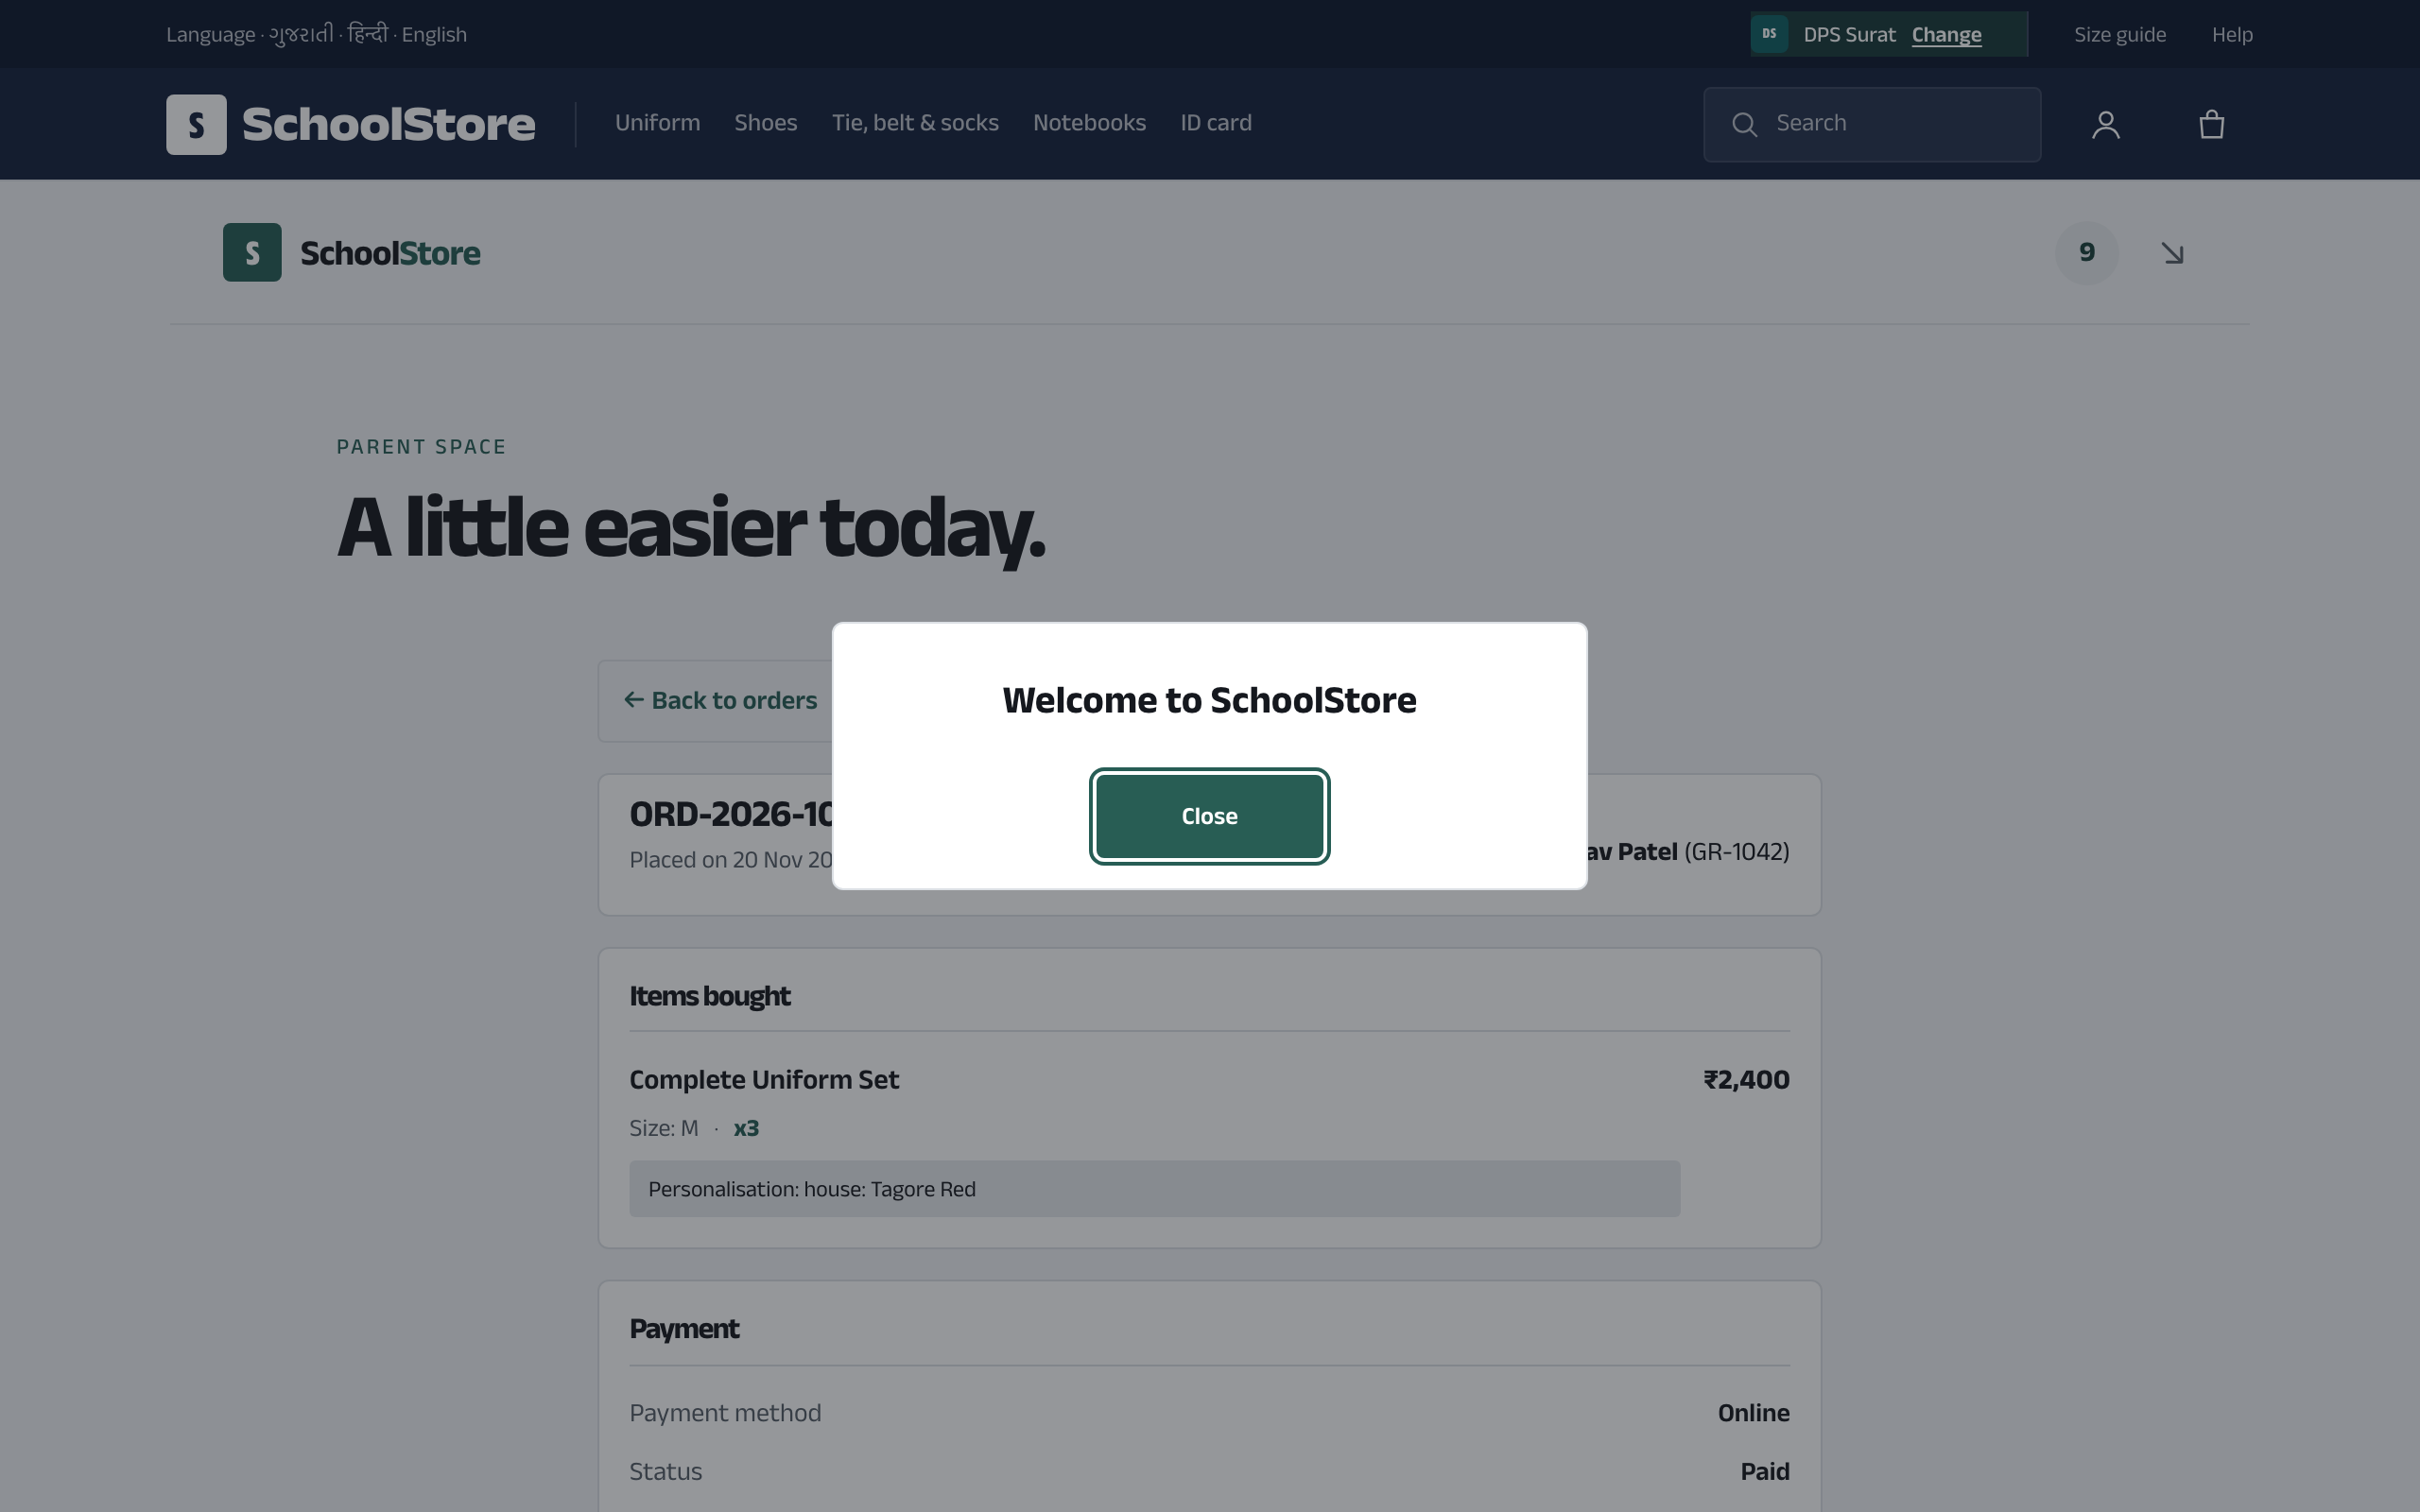 Language · ગુજરાતી · हिन्दी · English
DS DPS Surat Change Size guide Help
S SchoolStore Uniform Shoes Tie, belt & socks Notebooks ID card Search
S SchoolStore 9
PARENT SPACE
A little easier today.
Welcome to SchoolStore
← Back to orders
Close
ORD-2026-10
Placed on 20 Nov 20
av Patel (GR-1042)
Items bought
Complete Uniform Set ₹2,400
Size: M · x3
Personalisation: house: Tagore Red
Payment
Payment method Online
Status Paid